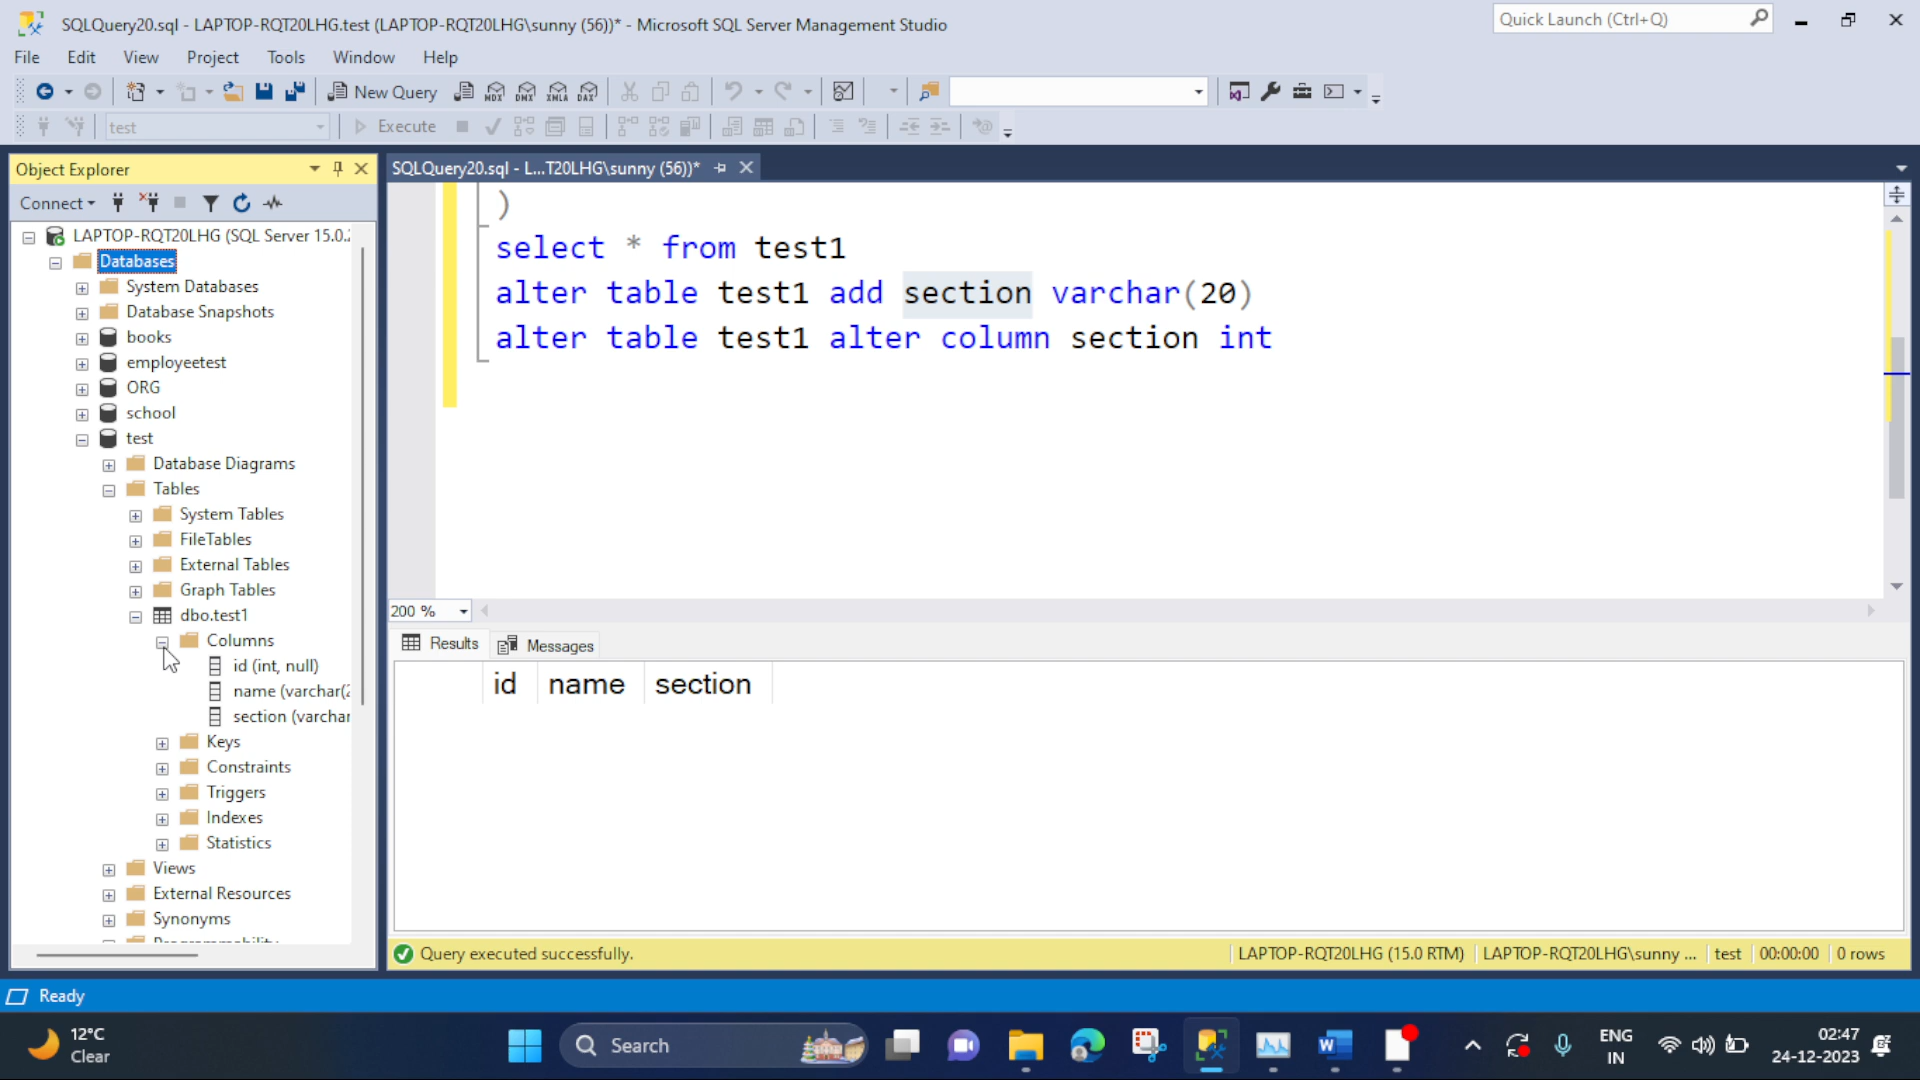 SQLQuery20.sql - LAPTOP-RQT20LHG.test (LAPTOP-RQT20LHG\sunny (56))* - Microsoft SQL Server Management Studio
Quick Launch (Ctrl+Q)
File Edit View Project Tools Window Help
New Query MDX DMX XMLA DAX
test Execute
Object Explorer
SQLQuery20.sql - L...T20LHG\sunny (56))*
Connect
LAPTOP-RQT20LHG (SQL Server 15.0.
Databases
System Databases
Database Snapshots
books
employeetest
ORG
school
test
Database Diagrams
Tables
System Tables
FileTables
External Tables
Graph Tables
dbo.test1
Columns
id (int, null)
name (varchar(2
section (varchar
Keys
Constraints
Triggers
Indexes
Statistics
Views
External Resources
Synonyms
)
select * from test1
alter table test1 add section varchar(20)
alter table test1 alter column section int
200 %
Results Messages
id name section
Query executed successfully.
LAPTOP-RQT20LHG (15.0 RTM) LAPTOP-RQT20LHG\sunny ... test 00:00:00 0 rows
Ready
12°C
Clear
Search
ENG
IN
02:47
24-12-2023